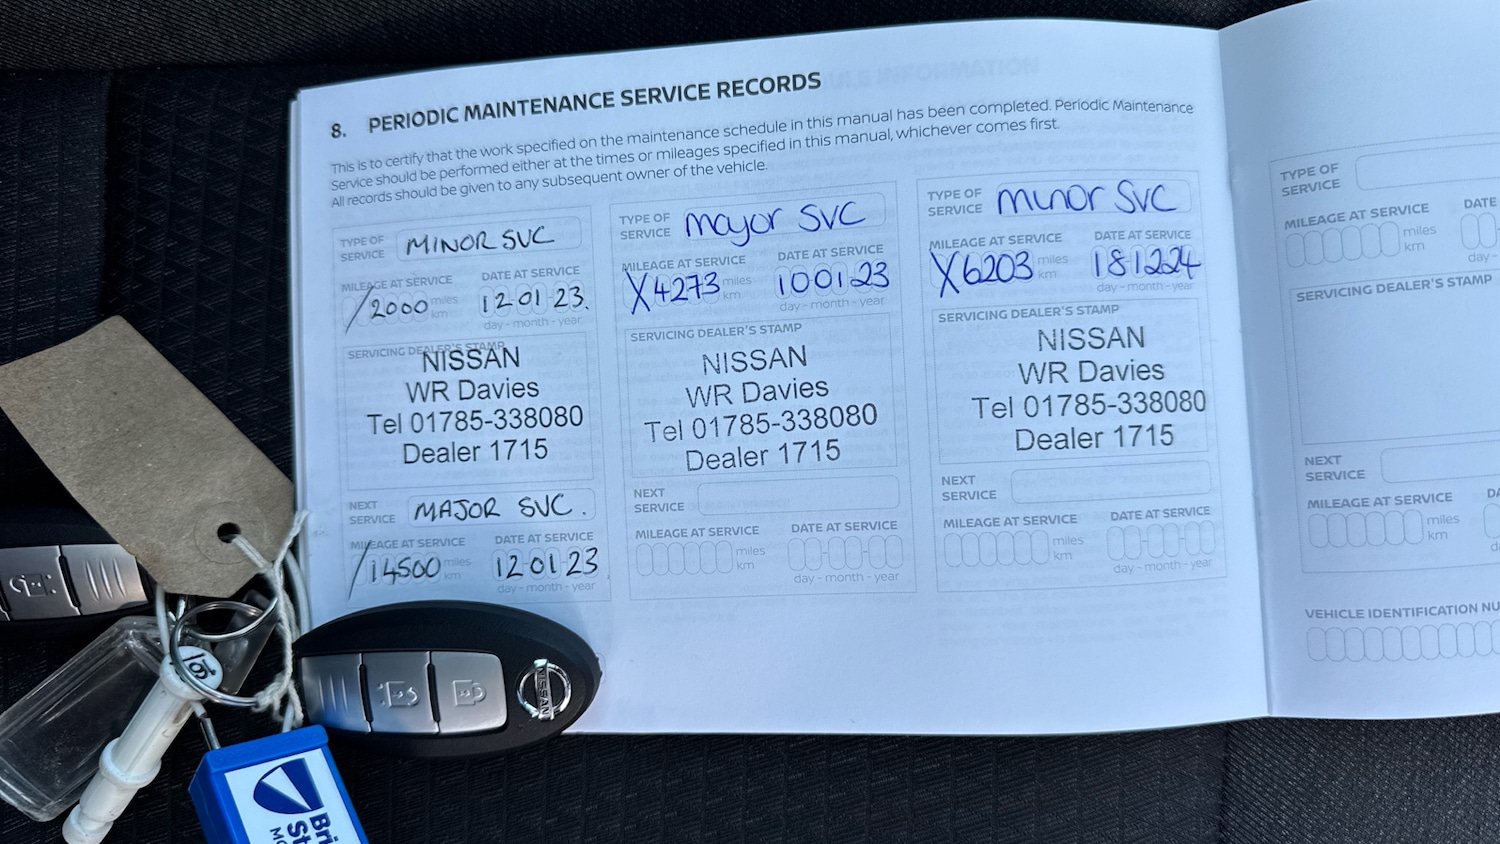 8. PERIODIC MAINTENANCE SERVICE RECORDS
This is to certify that the work specified on the maintenance schedule in this manual has been completed. Periodic Maintenance
Service should be performed either at the times or mileages specified in this manual, whichever comes first.
All records should be given to any subsequent owner of the vehicle.
TYPE OF
SERVICE
MINOR SVC
MILEAGE AT SERVICE
DATE AT SERVICE
/2000 miles
km
12 01 23.
day - month - year
SERVICING DEALER'S STAMP
NISSAN
WR Davies
Tel 01785-338080
Dealer 1715
NEXT
SERVICE
MAJOR SVC.
MILEAGE AT SERVICE
DATE AT SERVICE
/14500 miles
km
12 01 23
day - month - year
TYPE OF
SERVICE
Major SVC
MILEAGE AT SERVICE
DATE AT SERVICE
X4273 miles
km
10 01 23
day - month - year
SERVICING DEALER'S STAMP
NISSAN
WR Davies
Tel 01785-338080
Dealer 1715
NEXT
SERVICE
MILEAGE AT SERVICE
DATE AT SERVICE
miles
km
day - month - year
TYPE OF
SERVICE
Minor SVC
MILEAGE AT SERVICE
DATE AT SERVICE
X6203 miles
km
18 12 24
day - month - year
SERVICING DEALER'S STAMP
NISSAN
WR Davies
Tel 01785-338080
Dealer 1715
NEXT
SERVICE
MILEAGE AT SERVICE
DATE AT SERVICE
miles
km
day - month - year
TYPE OF
SERVICE
MILEAGE AT SERVICE
DATE
miles
km
day -
SERVICING DEALER'S STAMP
NEXT
SERVICE
MILEAGE AT SERVICE
miles
km
VEHICLE IDENTIFICATION NU
NISSAN
Bri
St